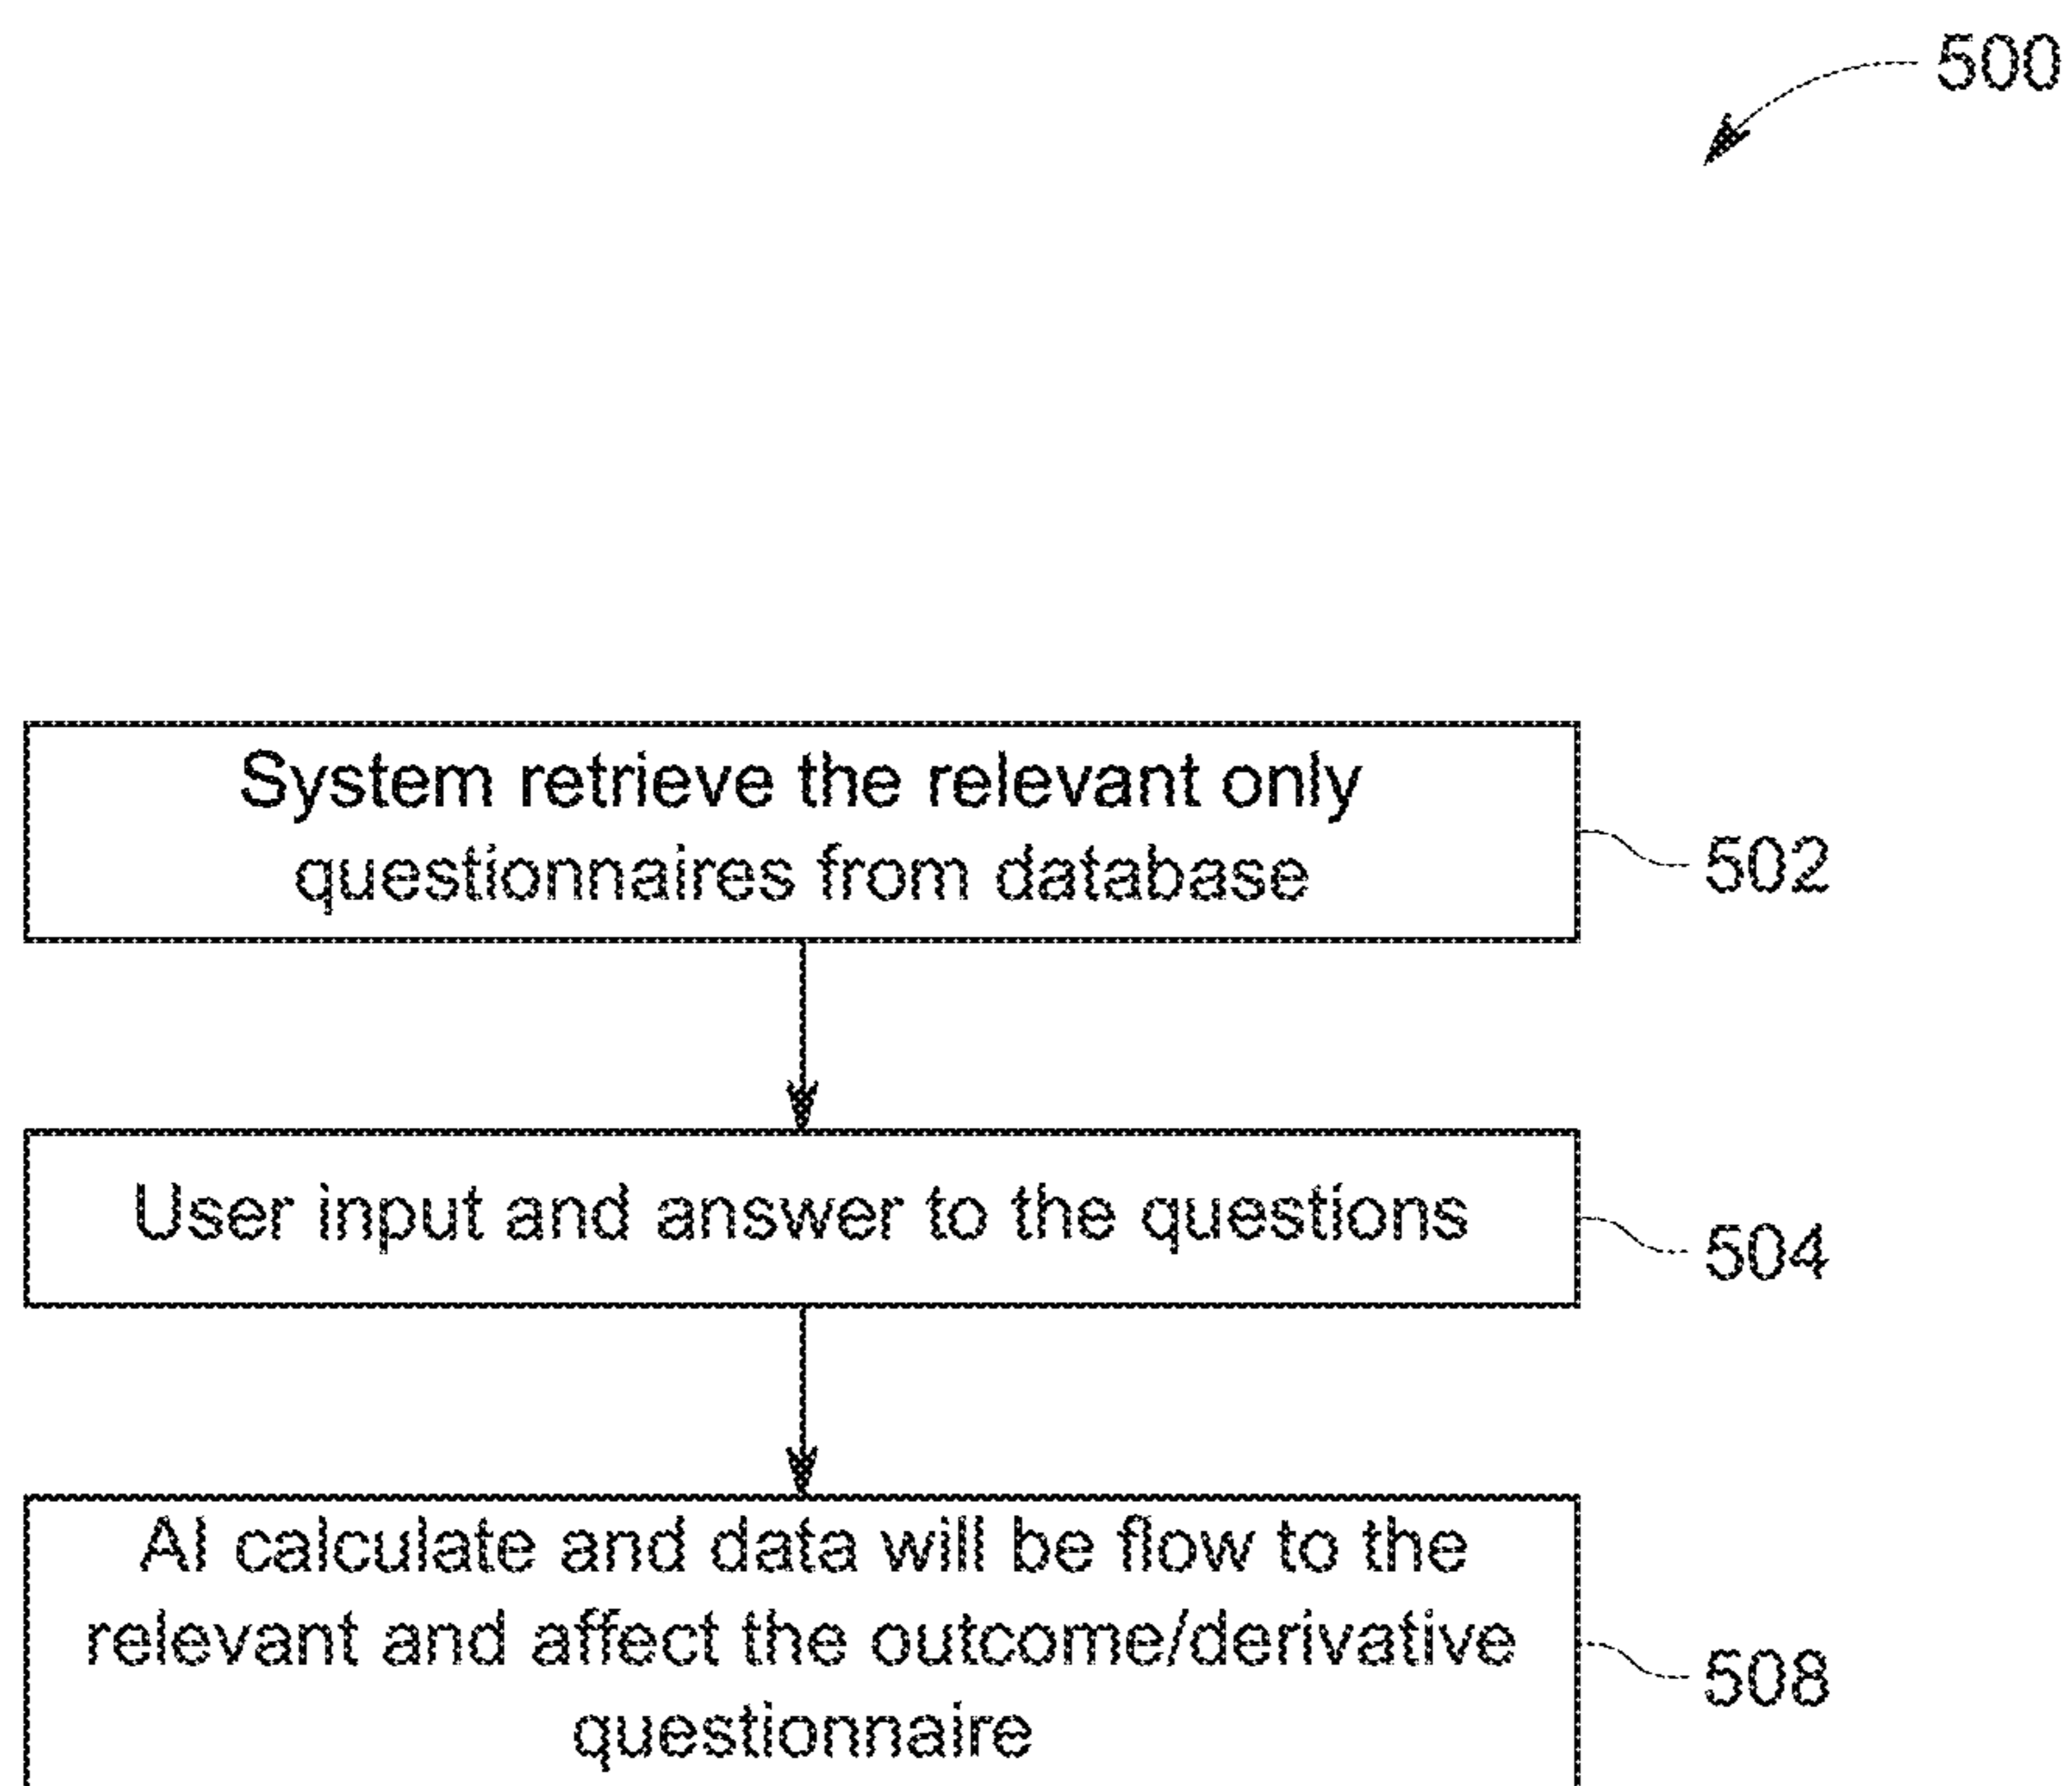 500
System retrieve the relevant only
questionnaires from database
502
User input and answer to the questions
504
AI calculate and data will be flow to the
relevant and affect the outcome/derivative
questionnaire
508